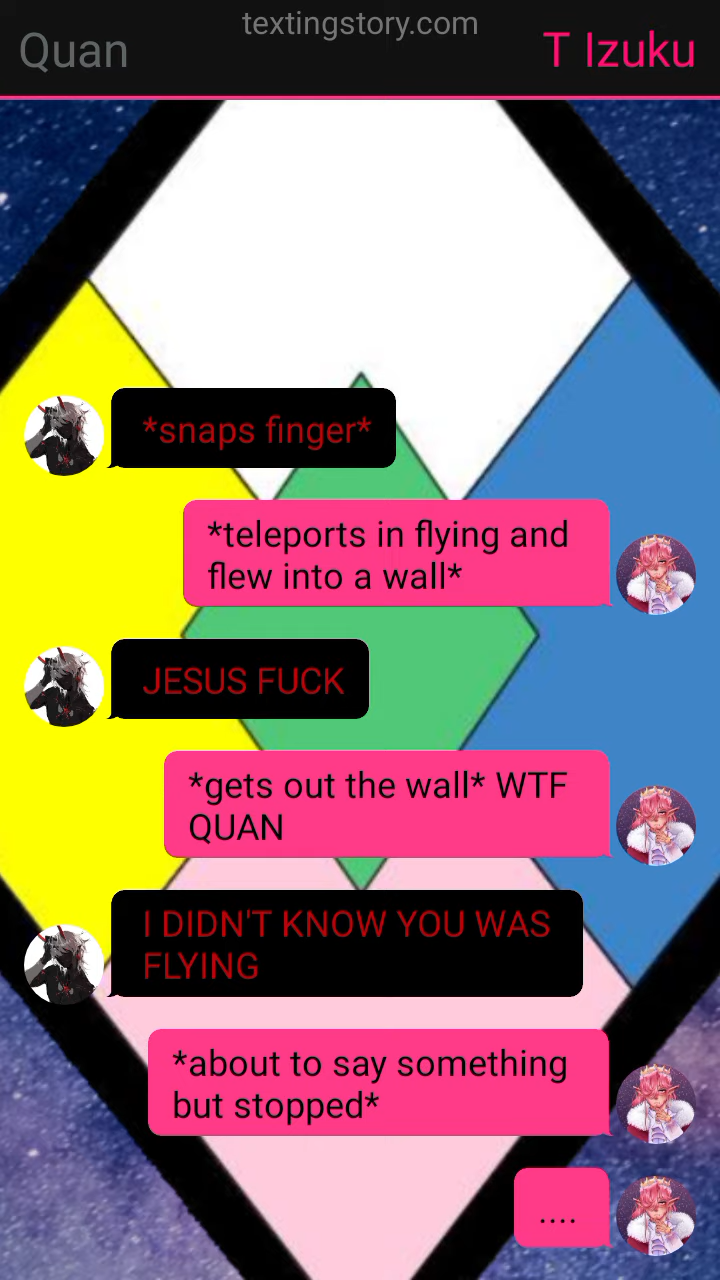 textingstory.com
Quan
T Izuku
*snaps finger*
*teleports in flying and
flew into a wall*
JESUS FUCK
*gets out the wall* WTF
QUAN
I DIDN'T KNOW YOU WAS
FLYING
*about to say something
but stopped*
....